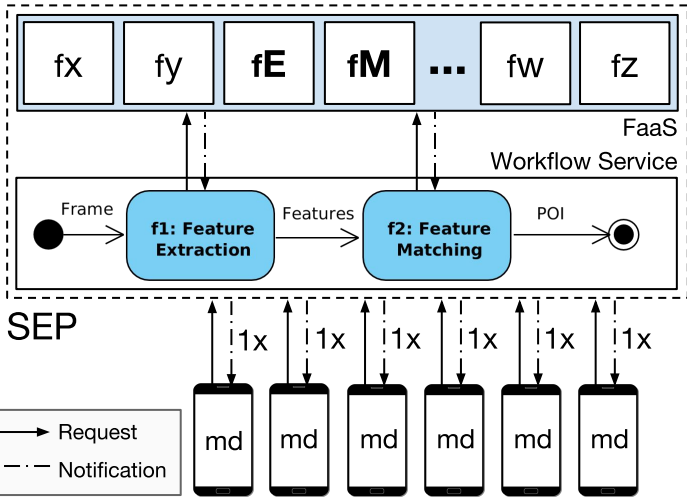 fx fy fE fM ... fw fz
FaaS
Workflow Service
Frame
f1: Feature
Extraction
Features
f2: Feature
Matching
POI
SEP
1x 1x 1x 1x 1x 1x
md md md md md md
Request
Notification